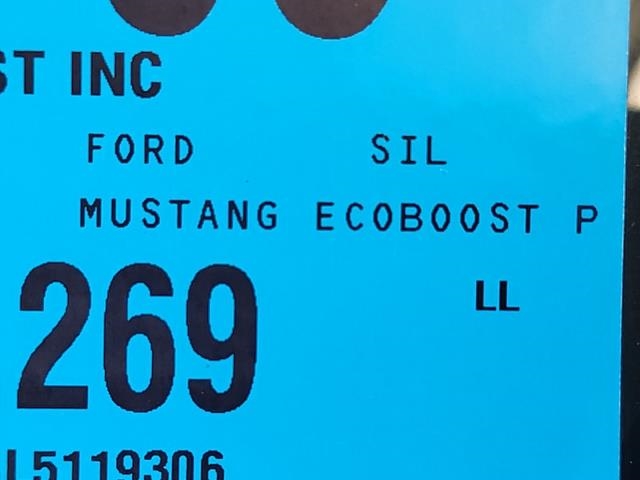 ST INC
FORD SIL
MUSTANG ECOBOOST P
269
LL
L5119306